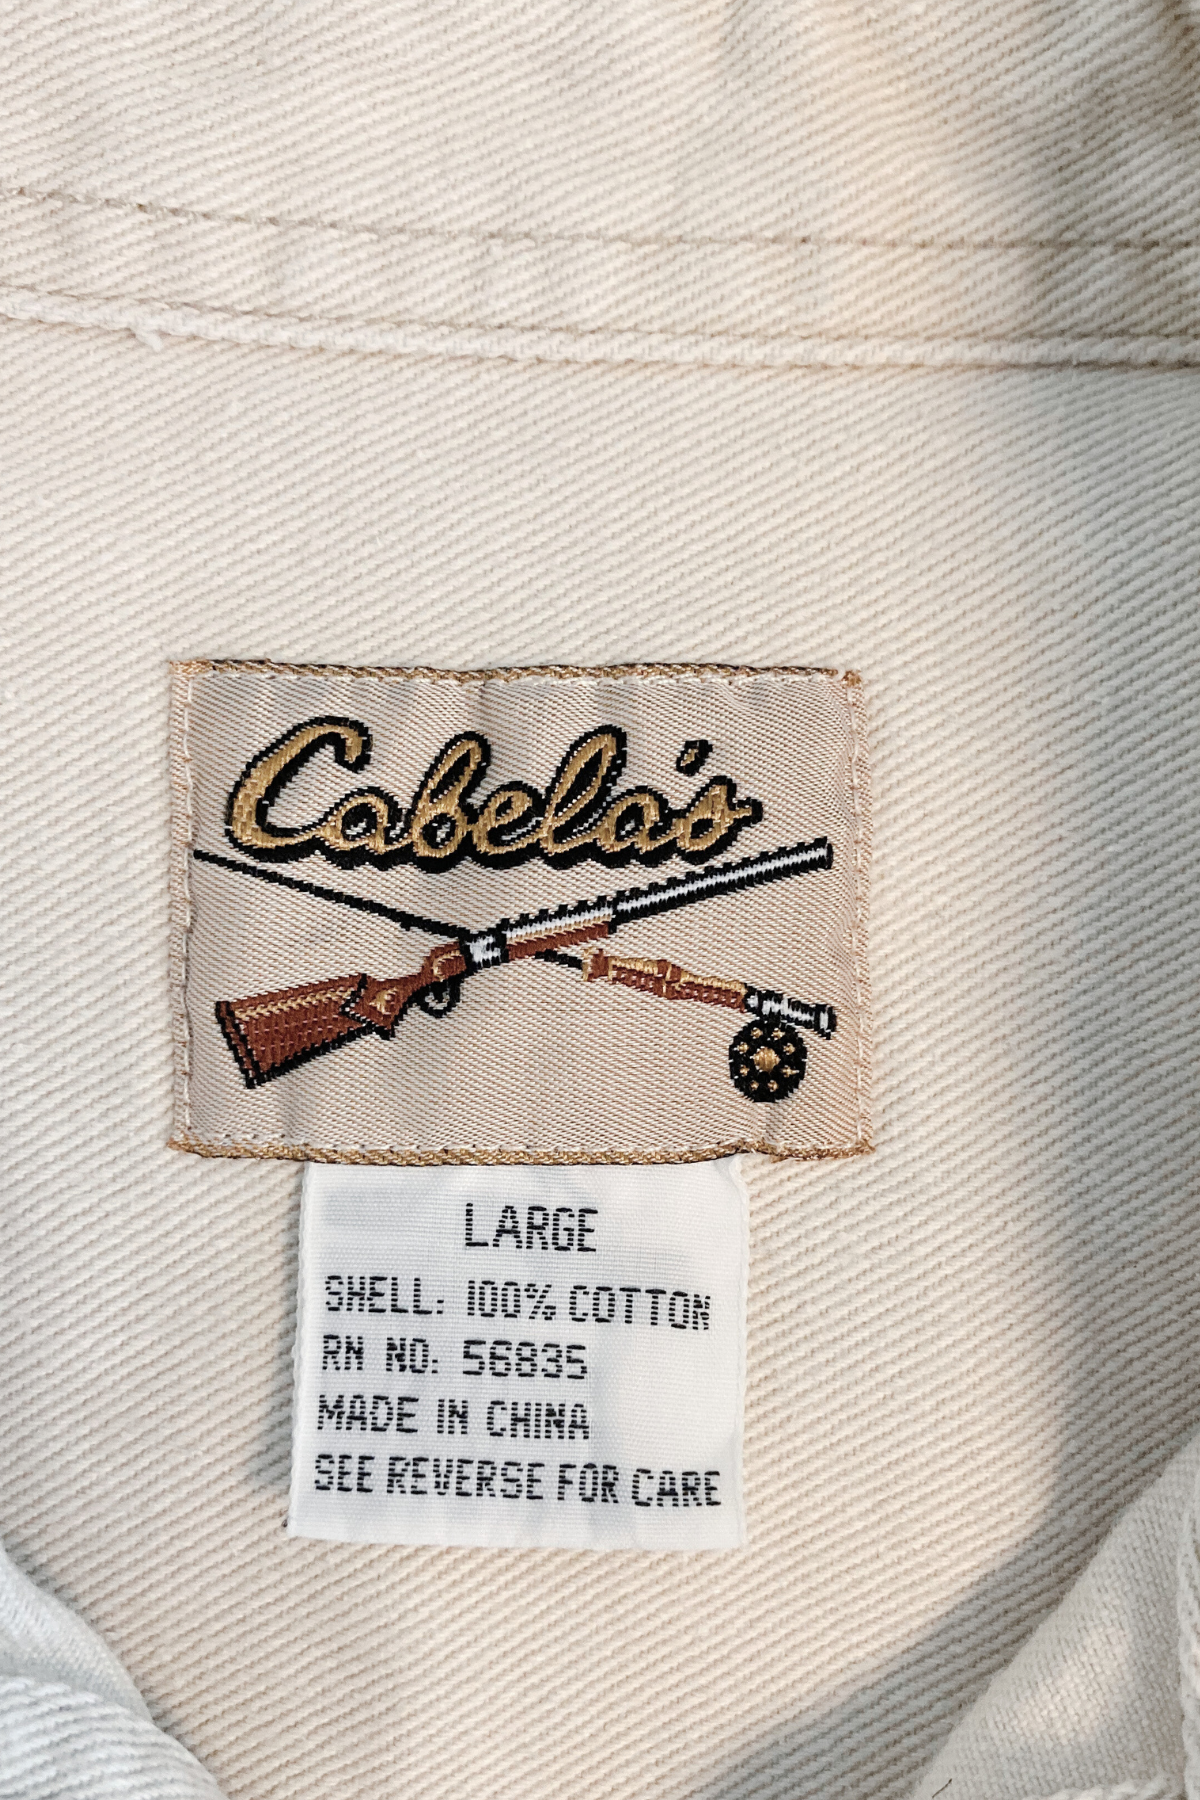 Cabela's
LARGE
SHELL: 100% COTTON
RN NO: 56835
MADE IN CHINA
SEE REVERSE FOR CARE